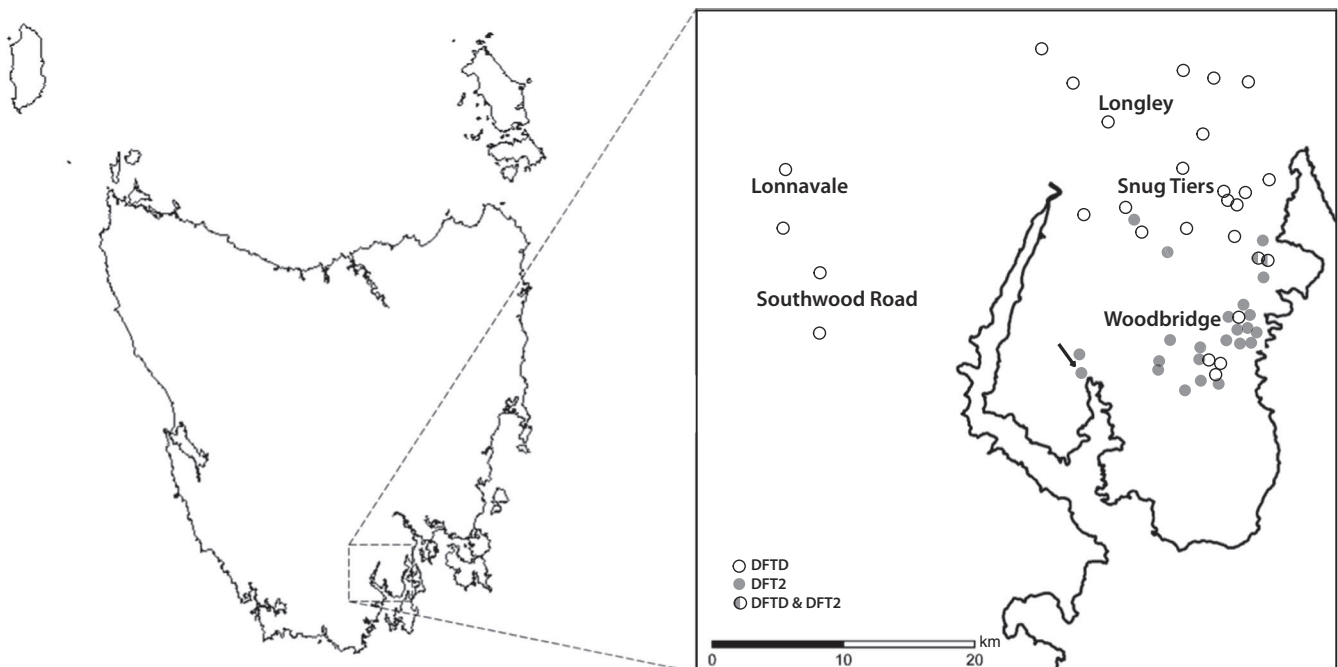 Longley
Lonnavale
Snug Tiers
Southwood Road
Woodbridge
DFTD
DFT2
DFTD & DFT2
km
0 10 20